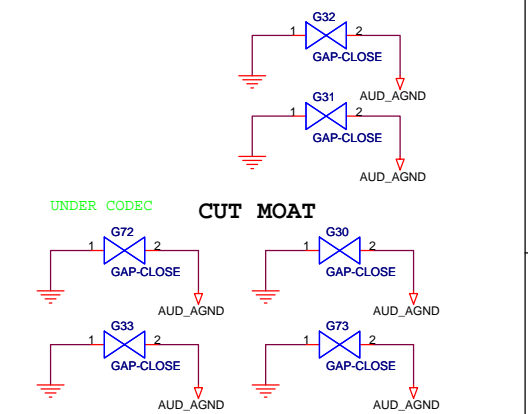 G32
1 2
GAP-CLOSE
AUD_AGND
G31
1 2
GAP-CLOSE
AUD_AGND
UNDER CODEC
CUT MOAT
G72 G30
1 2 1 2
GAP-CLOSE GAP-CLOSE
AUD_AGND AUD_AGND
G33 G73
1 2 1 2
GAP-CLOSE GAP-CLOSE
AUD_AGND AUD_AGND